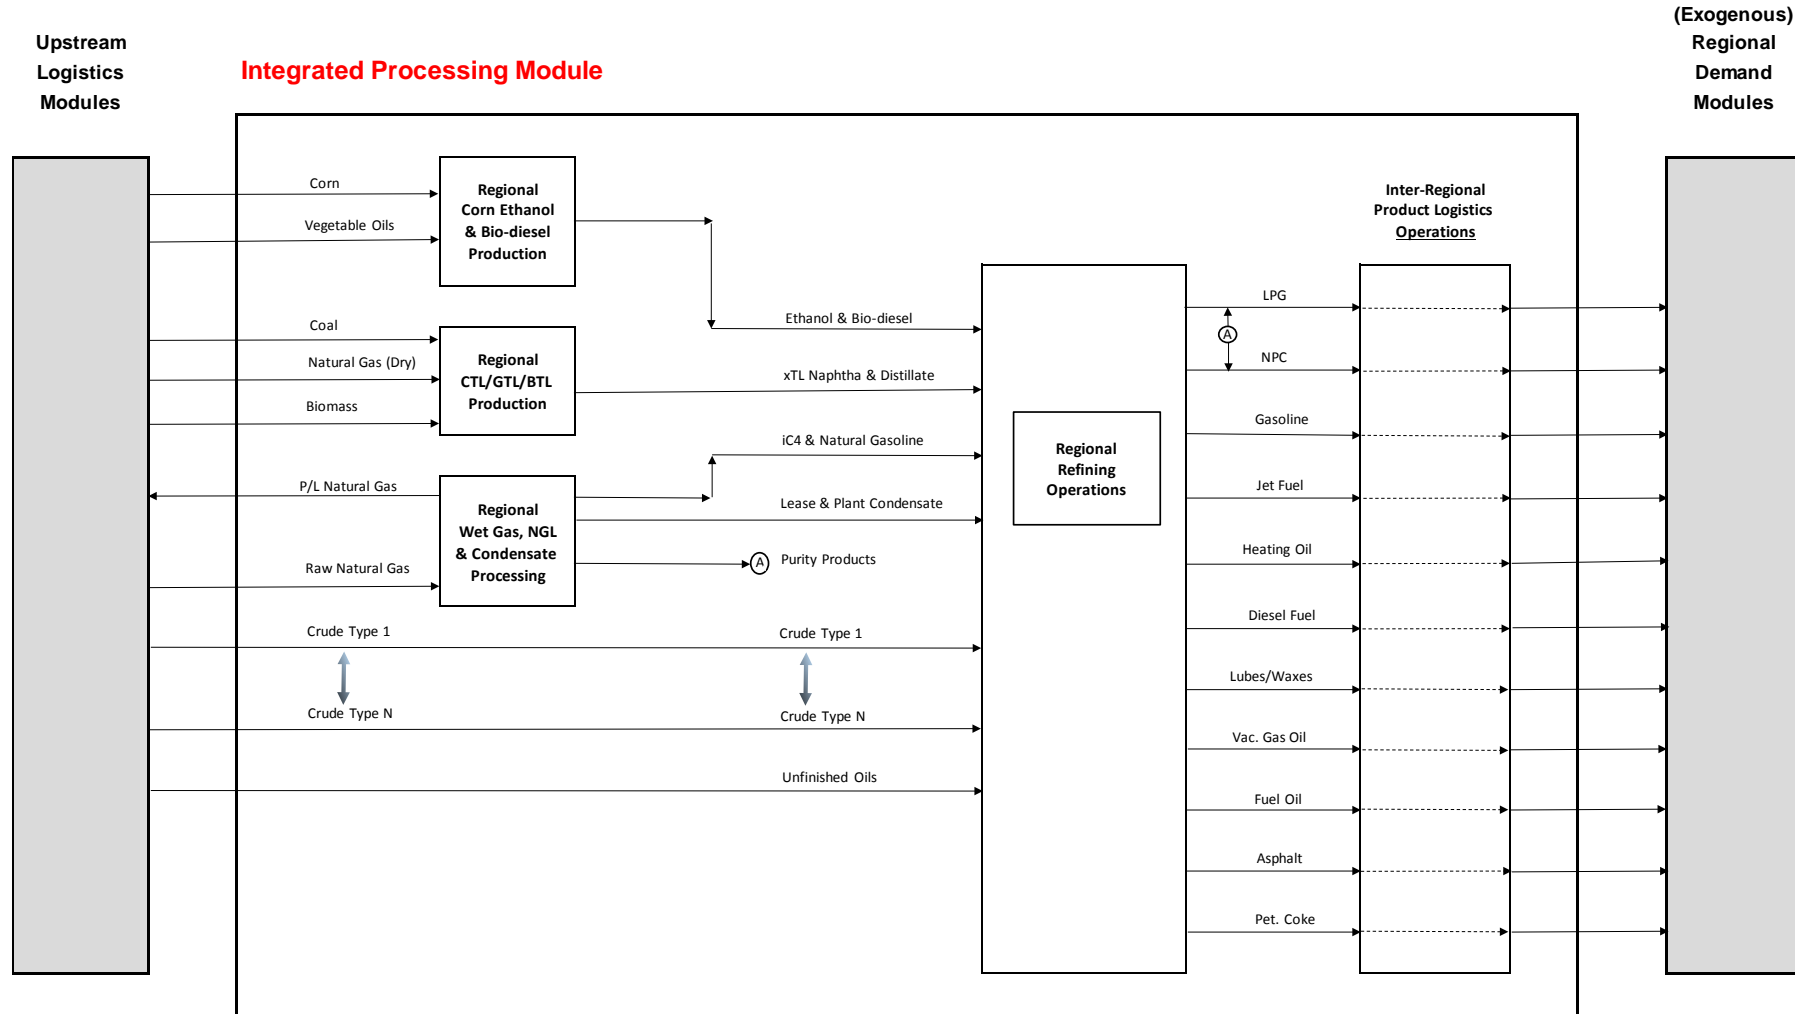 (Exogenous)
Regional
Demand
Modules
Upstream
Logistics
Modules
Integrated Processing Module
Corn
Vegetable Oils
Regional
Corn Ethanol
& Bio-diesel
Production
Inter-Regional
Product Logistics
Operations
Coal
Natural Gas (Dry)
Biomass
Regional
CTL/GTL/BTL
Production
Ethanol & Bio-diesel
xTL Naphtha & Distillate
iC4 & Natural Gasoline
Lease & Plant Condensate
A
Purity Products
P/L Natural Gas
Raw Natural Gas
Regional
Wet Gas, NGL
& Condensate
Processing
Crude Type 1
Crude Type 1
Crude Type N
Crude Type N
Unfinished Oils
Regional
Refining
Operations
LPG
A
NPC
Gasoline
Jet Fuel
Heating Oil
Diesel Fuel
Lubes/Waxes
Vac. Gas Oil
Fuel Oil
Asphalt
Pet. Coke